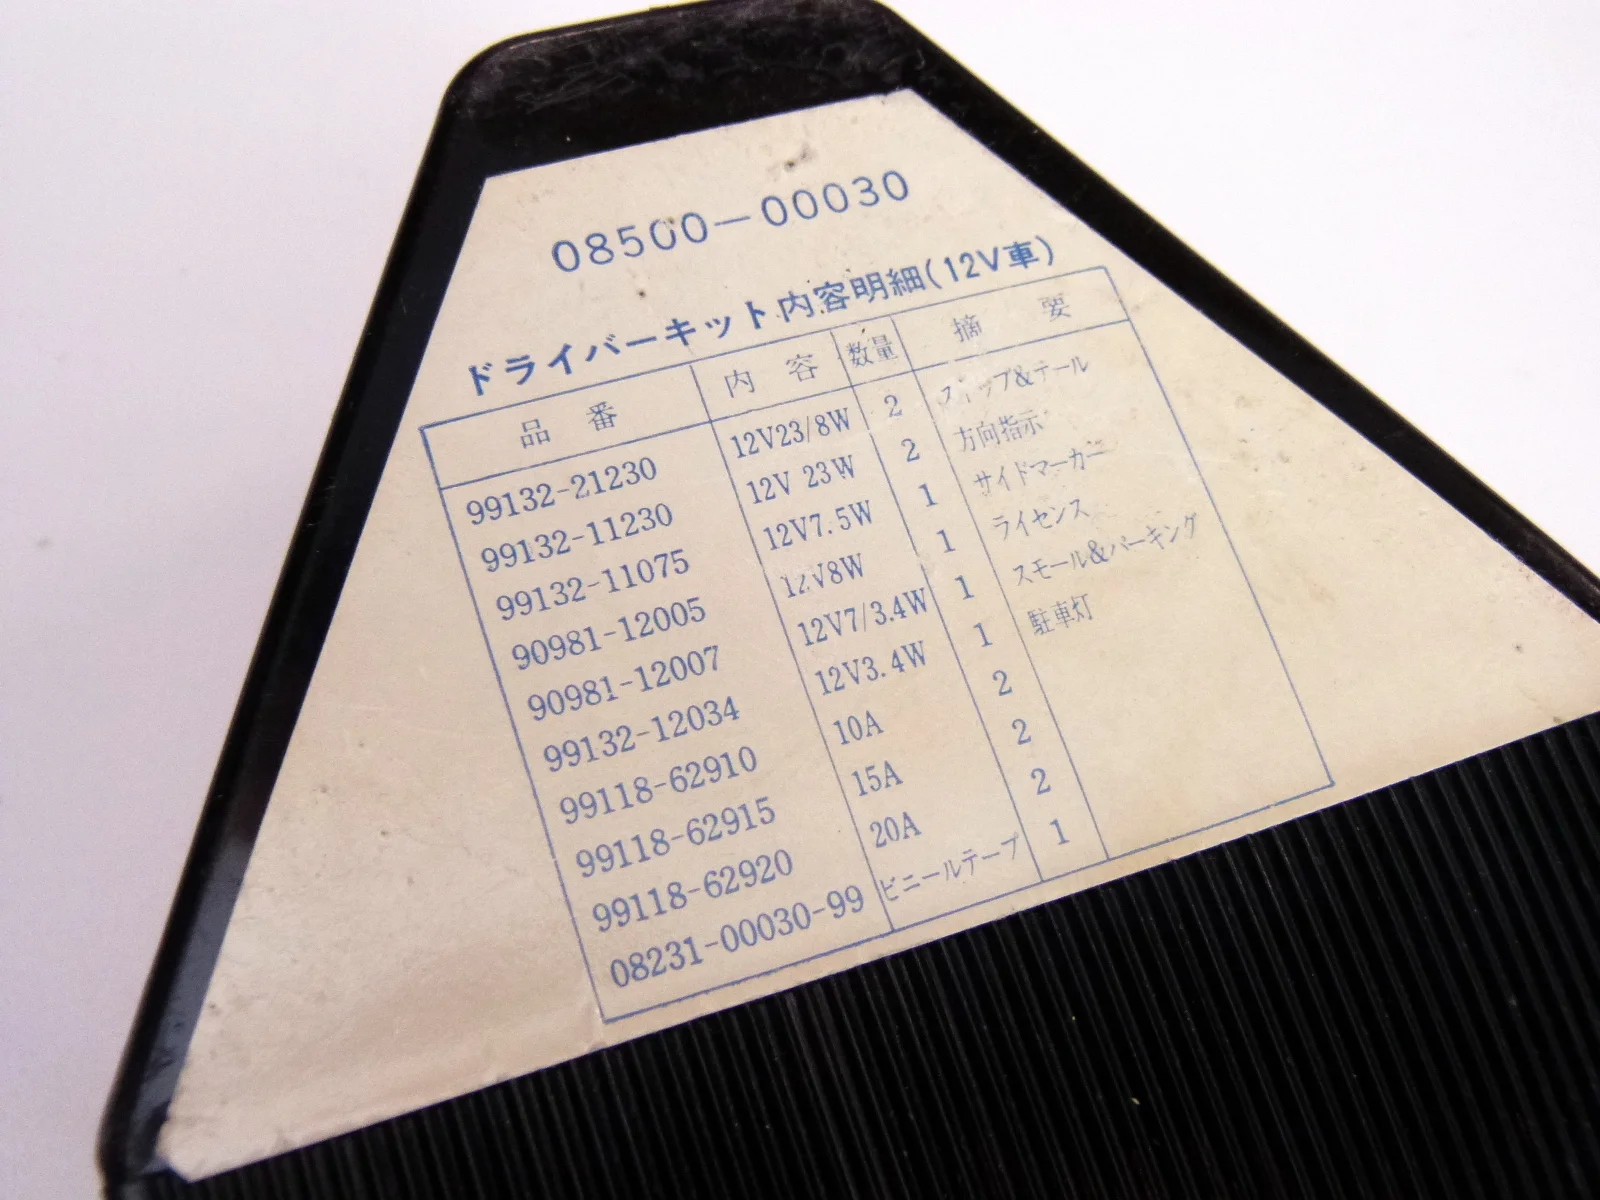 08500-00030
ドライバーキット内容明細(12V車)
品番 内容 数量 摘要
99132-21230 12V23/8W 2 ストップ&テール
99132-11230 12V 23W 2 方向指示
99132-11075 12V7.5W 1 サイドマーカー
90981-12005 12V8W 1 ライセンス
90981-12007 12V7/3.4W 1 スモール&パーキング
99132-12034 12V3.4W 1 駐車灯
99118-62910 10A 2
99118-62915 15A 2
99118-62920 20A 2
08231-00030-99 ビニールテープ 1